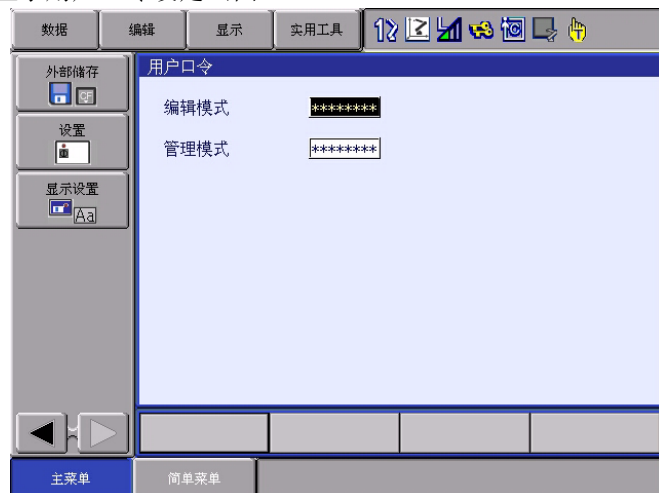 数据 编辑 显示 实用工具
外部储存
设置
显示设置
Aa
用户口令
编辑模式 ********
管理模式 ********
主菜单 简单菜单